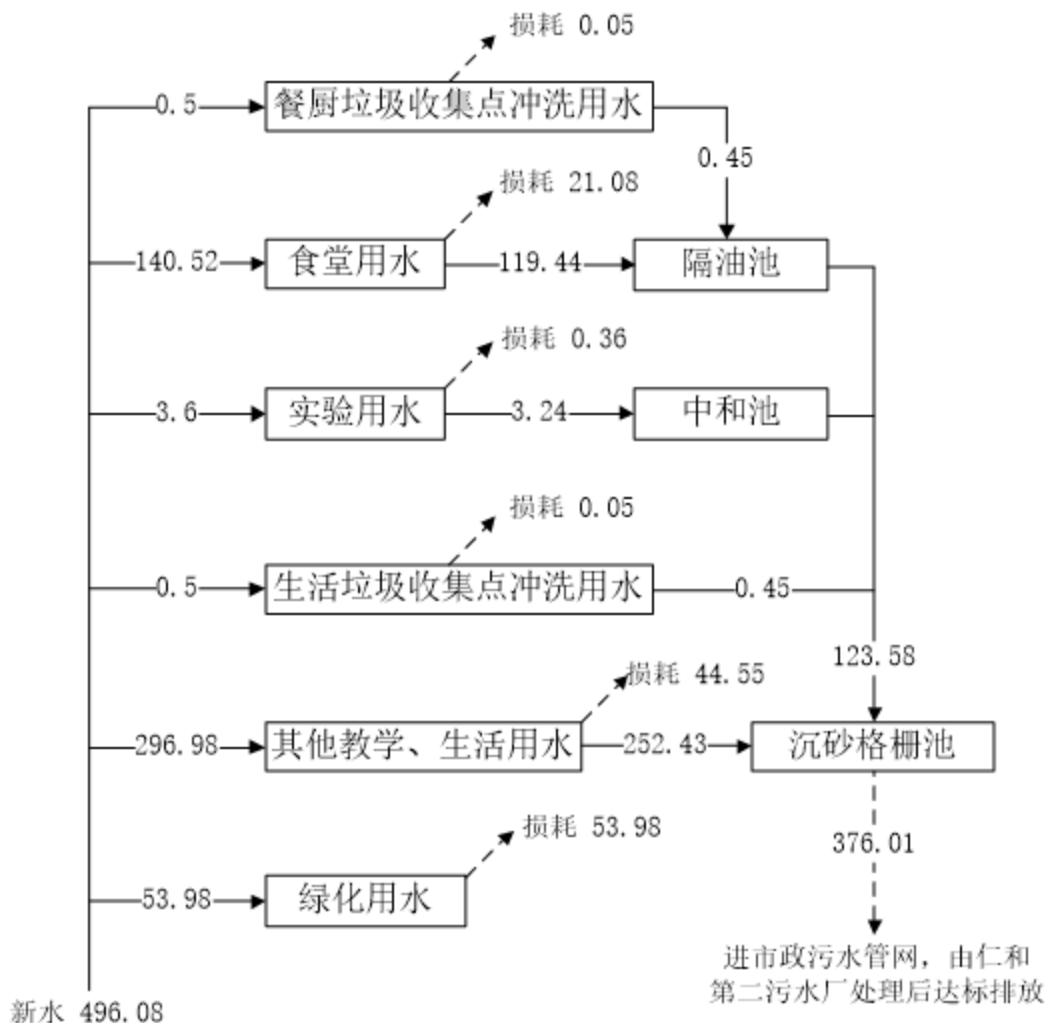 损耗 0.05
0.5
餐厨垃圾收集点冲洗用水
0.45
损耗 21.08
140.52
食堂用水
119.44
隔油池
损耗 0.36
3.6
实验用水
3.24
中和池
损耗 0.05
0.5
生活垃圾收集点冲洗用水
0.45
123.58
损耗 44.55
296.98
其他教学、生活用水
252.43
沉砂格栅池
损耗 53.98
376.01
53.98
绿化用水
进市政污水管网，由仁和
第二污水厂处理后达标排放
新水 496.08